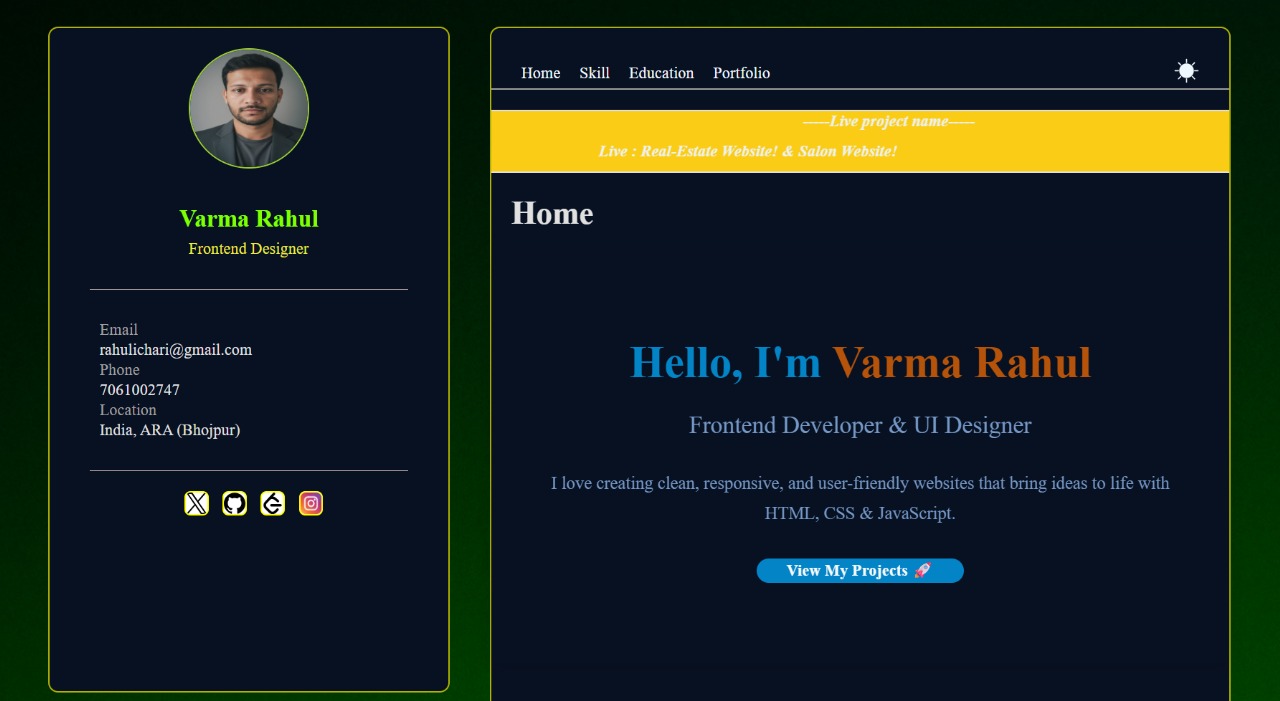 Varma Rahul
Frontend Designer
Email
rahulichari@gmail.com
Phone
7061002747
Location
India, ARA (Bhojpur)
Home Skill Education Portfolio
-----Live project name-----
Live : Real-Estate Website! & Salon Website!
Home
Hello, I'm Varma Rahul
Frontend Developer & UI Designer
I love creating clean, responsive, and user-friendly websites that bring ideas to life with
HTML, CSS & JavaScript.
View My Projects 🚀